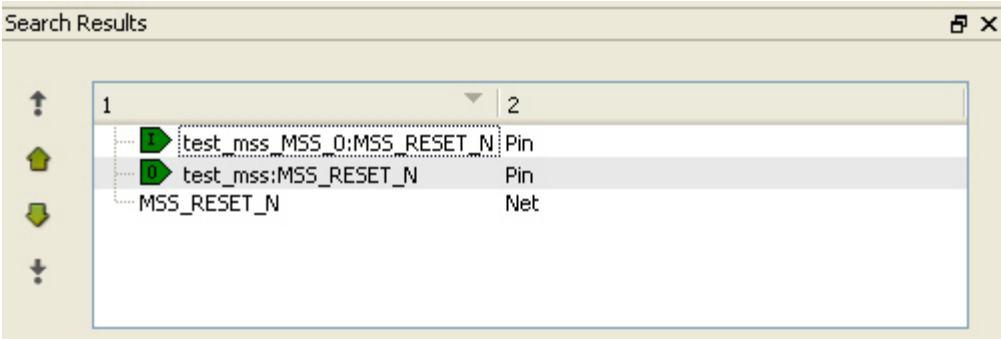 Search Results
1 2
I test_mss_MSS_0:MSS_RESET_N Pin
O test_mss:MSS_RESET_N Pin
MSS_RESET_N Net